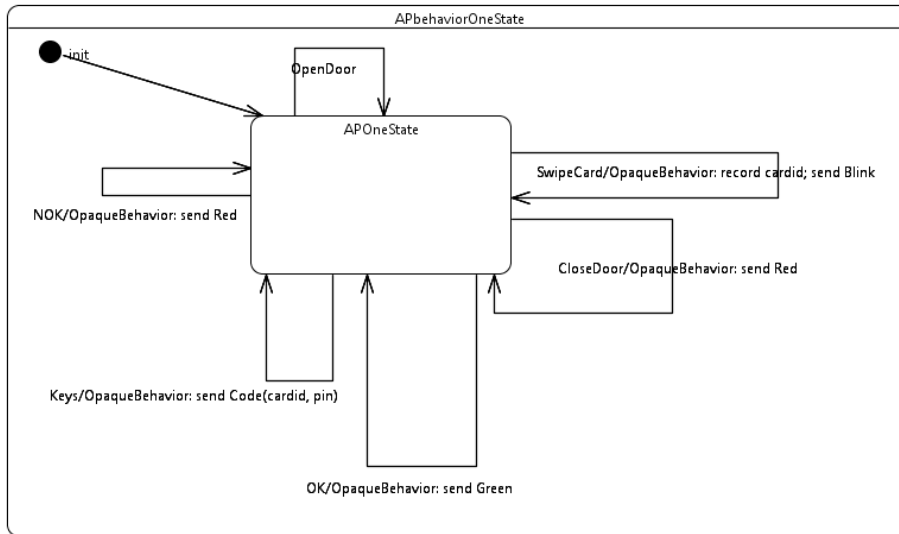 APbehaviorOneState
init
OpenDoor
APOneState
SwipeCard/OpaqueBehavior: record cardid; send Blink
NOK/OpaqueBehavior: send Red
CloseDoor/OpaqueBehavior: send Red
Keys/OpaqueBehavior: send Code(cardid, pin)
OK/OpaqueBehavior: send Green